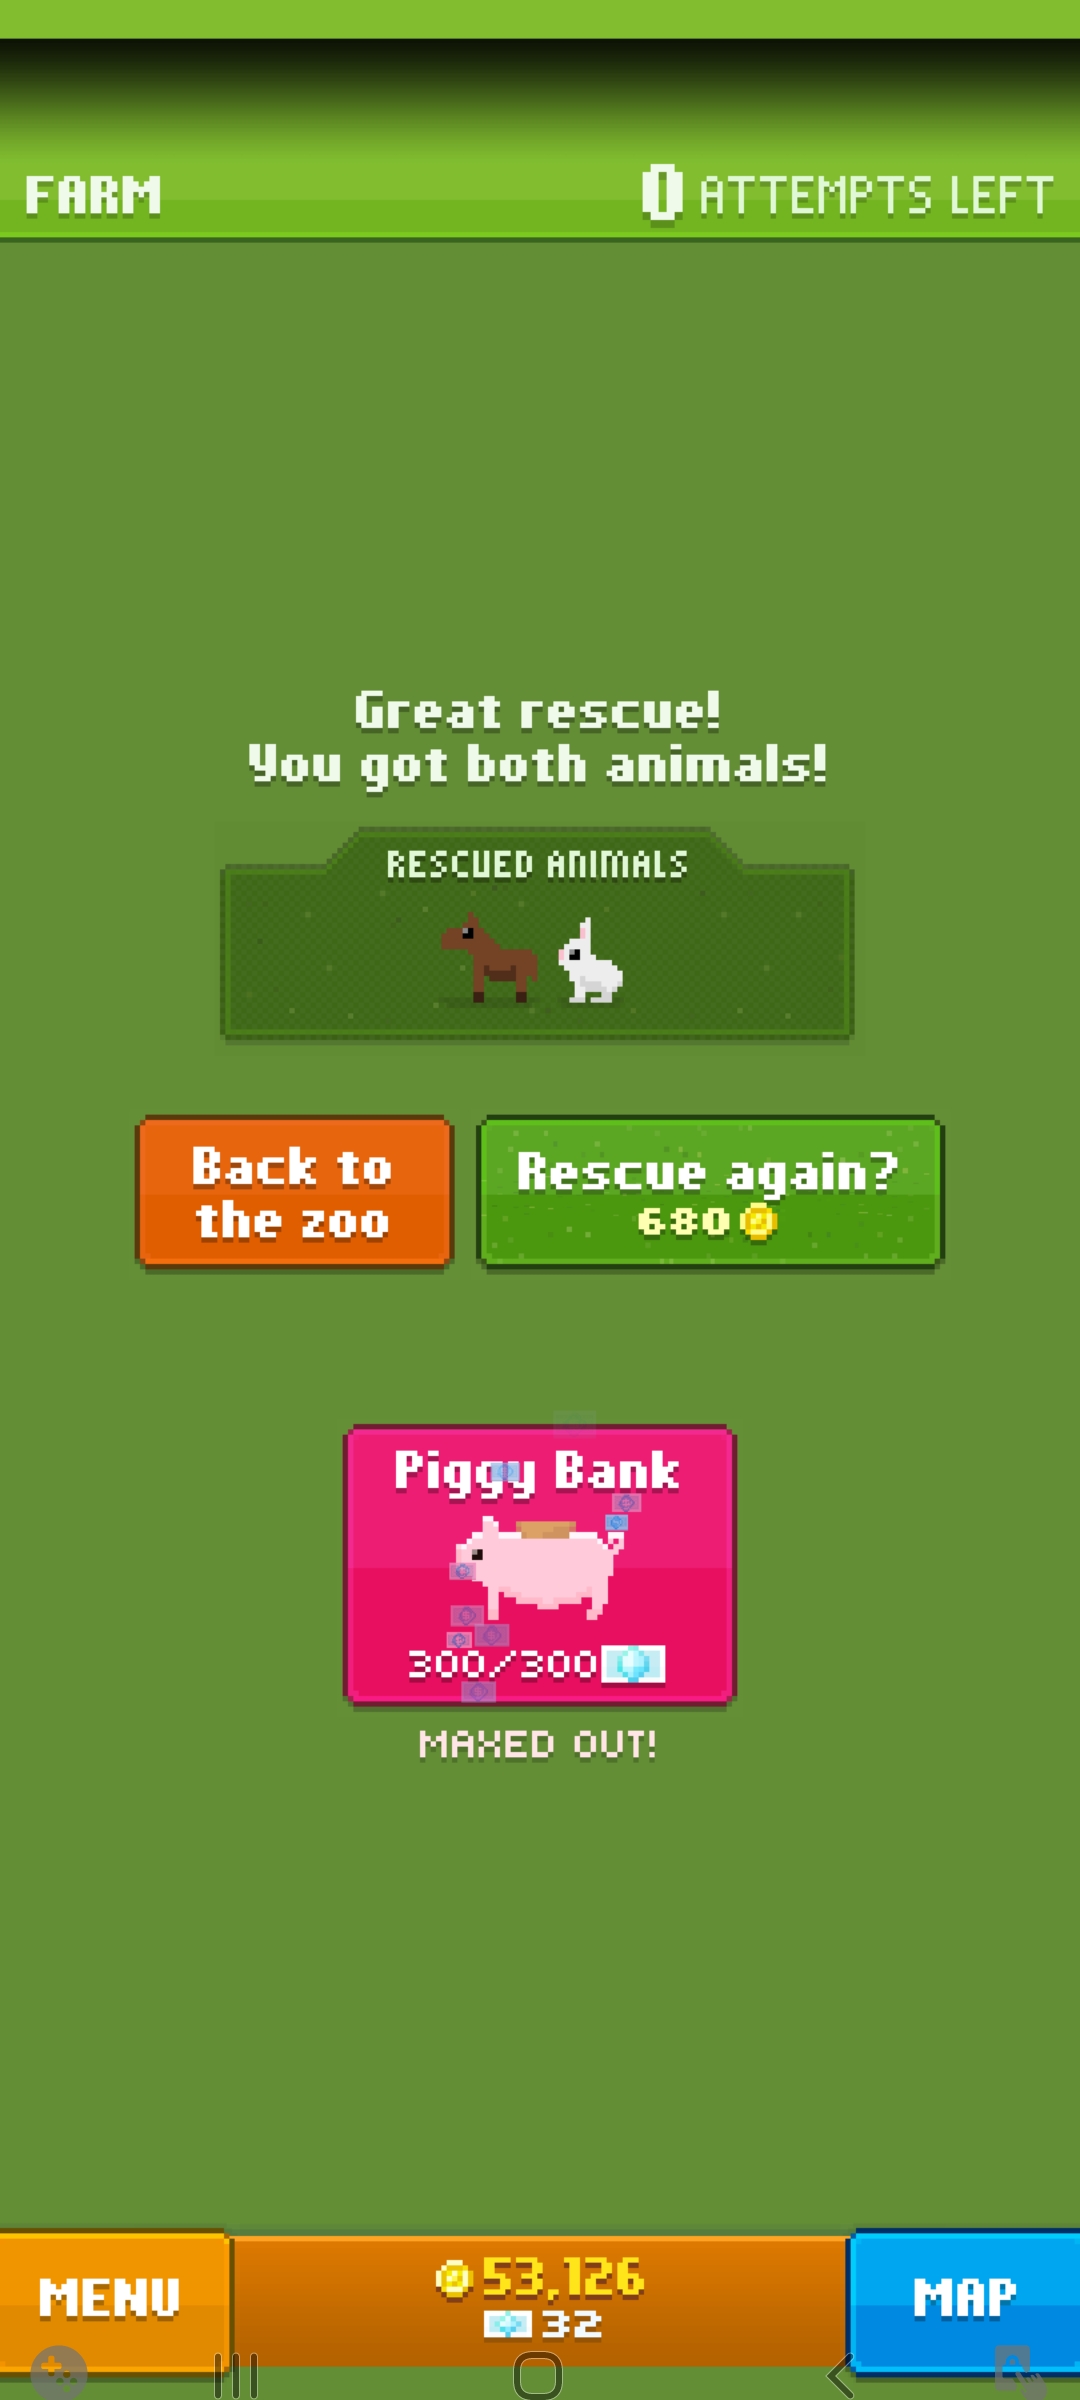 FARM
0 ATTEMPTS LEFT
Great rescue!
You got both animals!
RESCUED ANIMALS
Back to
the zoo
Rescue again?
680
Piggy Bank
300/300
MAXED OUT!
MENU
53,126
32
MAP